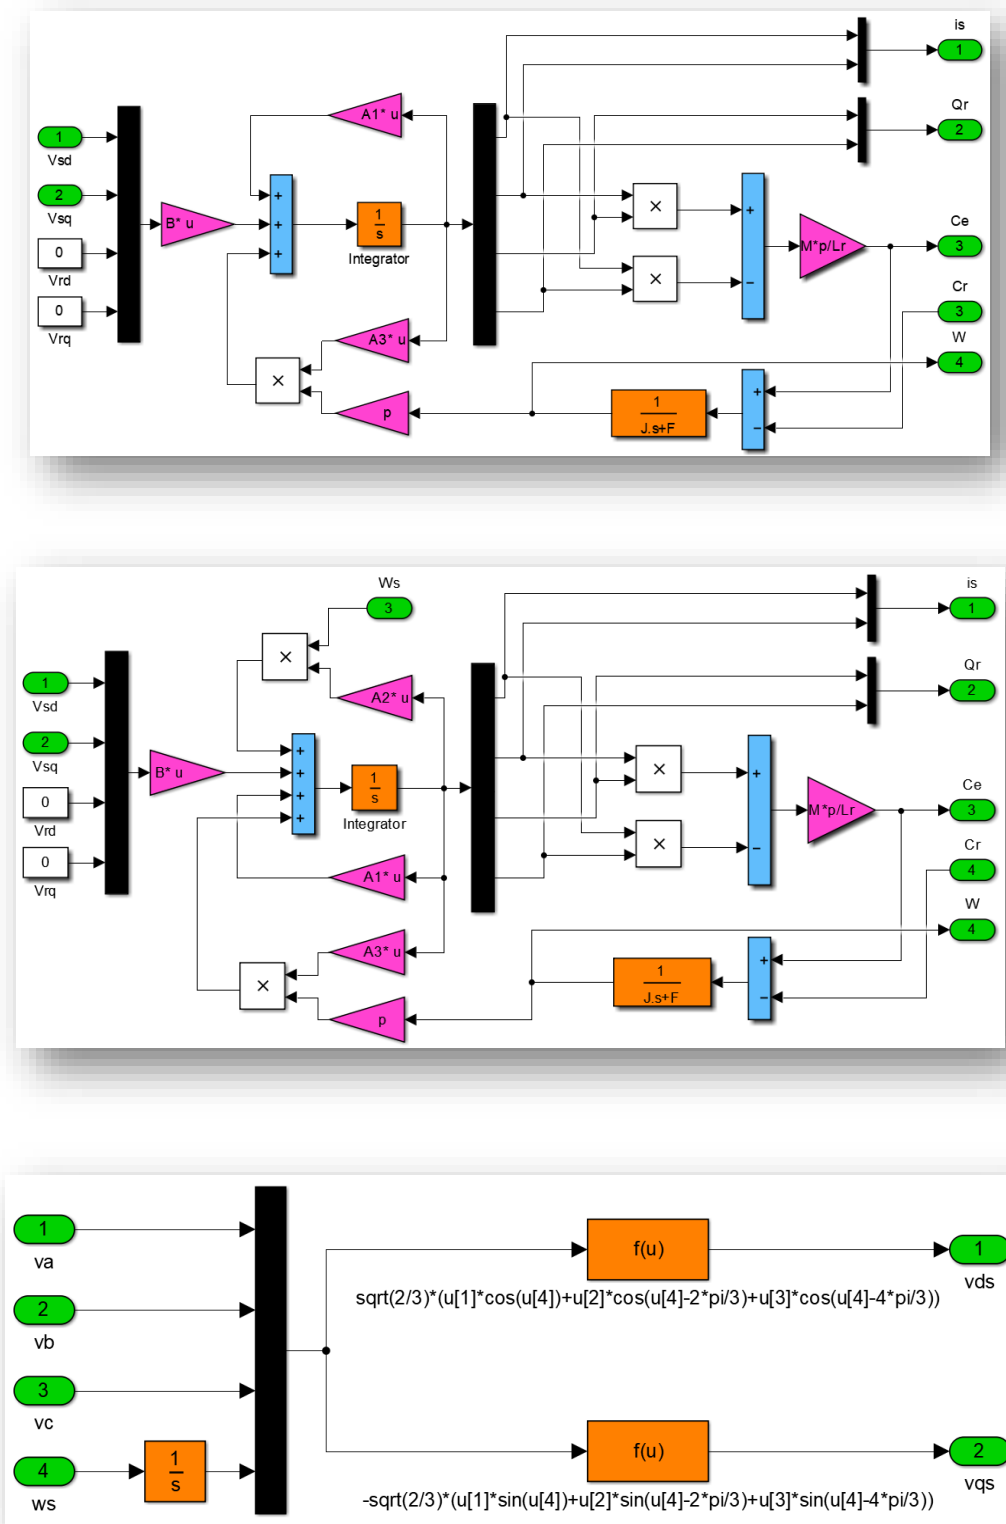 is
1
Qr
2
A1* u
1
Vsd
2
Vsq
0
Vrd
0
Vrq
B* u
+
+
+
1
s
Integrator
×
×
+
−
M*p/Lr
Ce
3
Cr
3
W
4
A3* u
×
p
1
J.s+F
+
−
Ws
3
×
A2* u
is
1
Qr
2
1
Vsd
2
Vsq
0
Vrd
0
Vrq
B* u
+
+
+
+
1
s
Integrator
×
×
+
−
M*p/Lr
Ce
3
Cr
4
W
4
A1* u
A3* u
×
p
1
J.s+F
+
−
1
va
2
vb
3
vc
4
ws
1
s
f(u)
sqrt(2/3)*(u[1]*cos(u[4])+u[2]*cos(u[4]-2*pi/3)+u[3]*cos(u[4]-4*pi/3))
1
vds
f(u)
-sqrt(2/3)*(u[1]*sin(u[4])+u[2]*sin(u[4]-2*pi/3)+u[3]*sin(u[4]-4*pi/3))
2
vqs